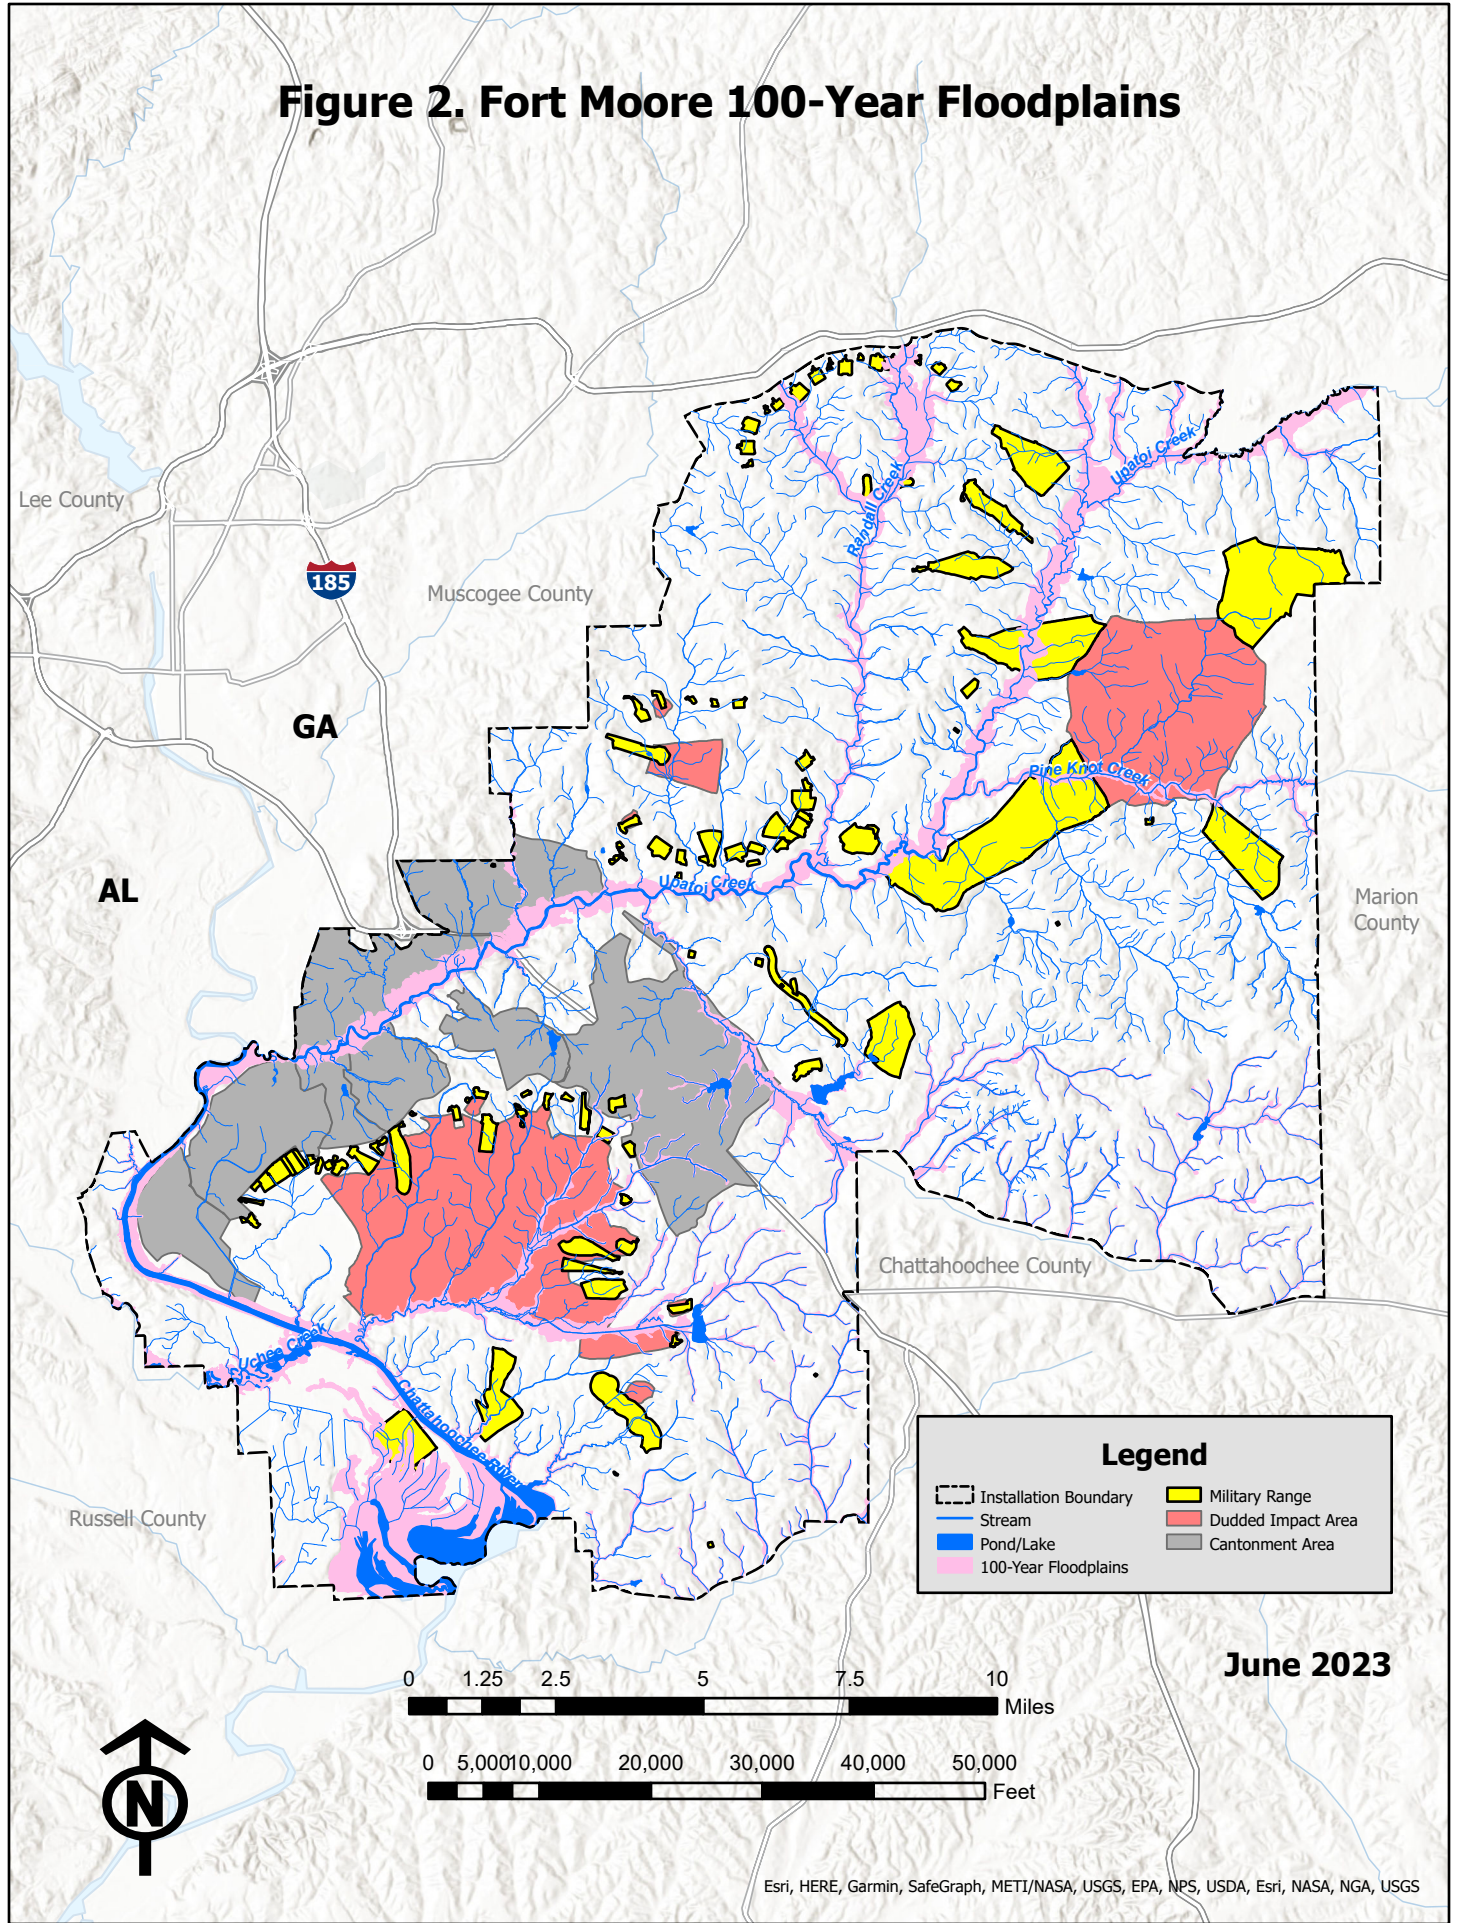 Figure 2. Fort Moore 100-Year Floodplains
Lee County
185
Muscogee County
GA
AL
Randall Creek
Upatoi Creek
Pine Knot Creek
Upatoi Creek
Marion
County
Chattahoochee County
Uchee Creek
Chattahoochee River
Russell County
Legend
Installation Boundary
Stream
Pond/Lake
100-Year Floodplains
Military Range
Dudded Impact Area
Cantonment Area
June 2023
0 1.25 2.5 5 7.5 10
Miles
0 5,000 10,000 20,000 30,000 40,000 50,000
Feet
N
Esri, HERE, Garmin, SafeGraph, METI/NASA, USGS, EPA, NPS, USDA, Esri, NASA, NGA, USGS